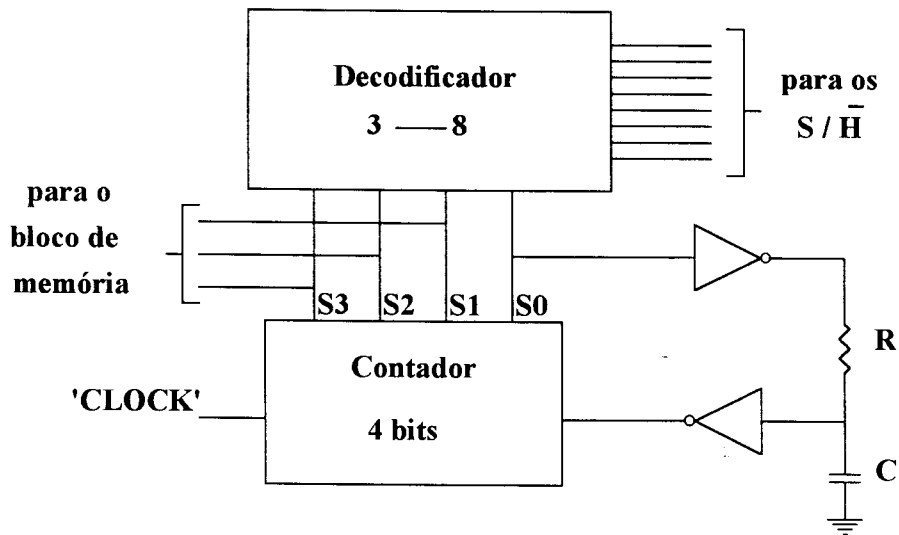 Decodificador
3 — 8
para os
S / H̄
para o
bloco de
memória
S3 S2 S1 S0
Contador
4 bits
'CLOCK'
R
C